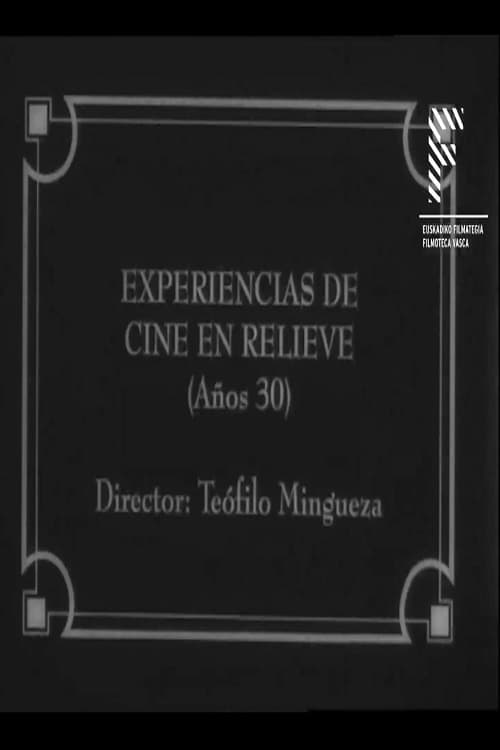 EXPERIENCIAS DE
CINE EN RELIEVE
(Años 30)
Director: Teófilo Mingueza
EUSKADIKO FILMATEGIA
FILMOTECA VASCA